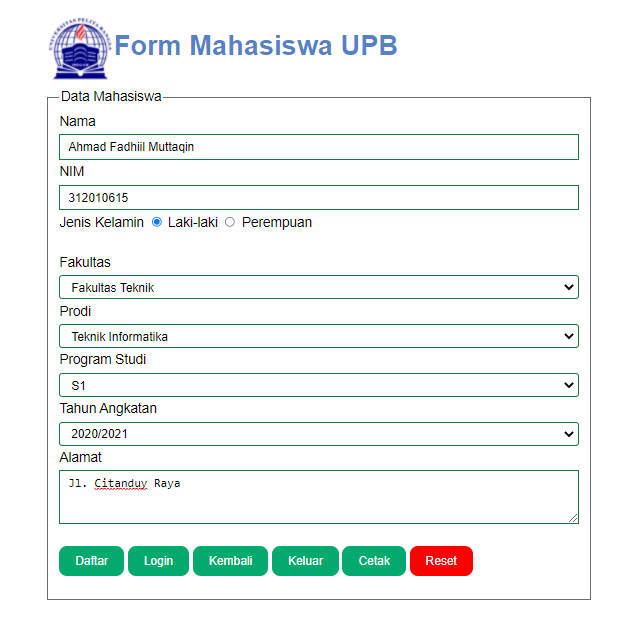 UNIVERSITAS PELITA BANGSA
Form Mahasiswa UPB
Data Mahasiswa
Nama
Ahmad Fadhiil Muttaqin
NIM
312010615
Jenis Kelamin Laki-laki Perempuan
Fakultas
Fakultas Teknik
Prodi
Teknik Informatika
Program Studi
S1
Tahun Angkatan
2020/2021
Alamat
Jl. Citanduy Raya
Daftar Login Kembali Keluar Cetak Reset